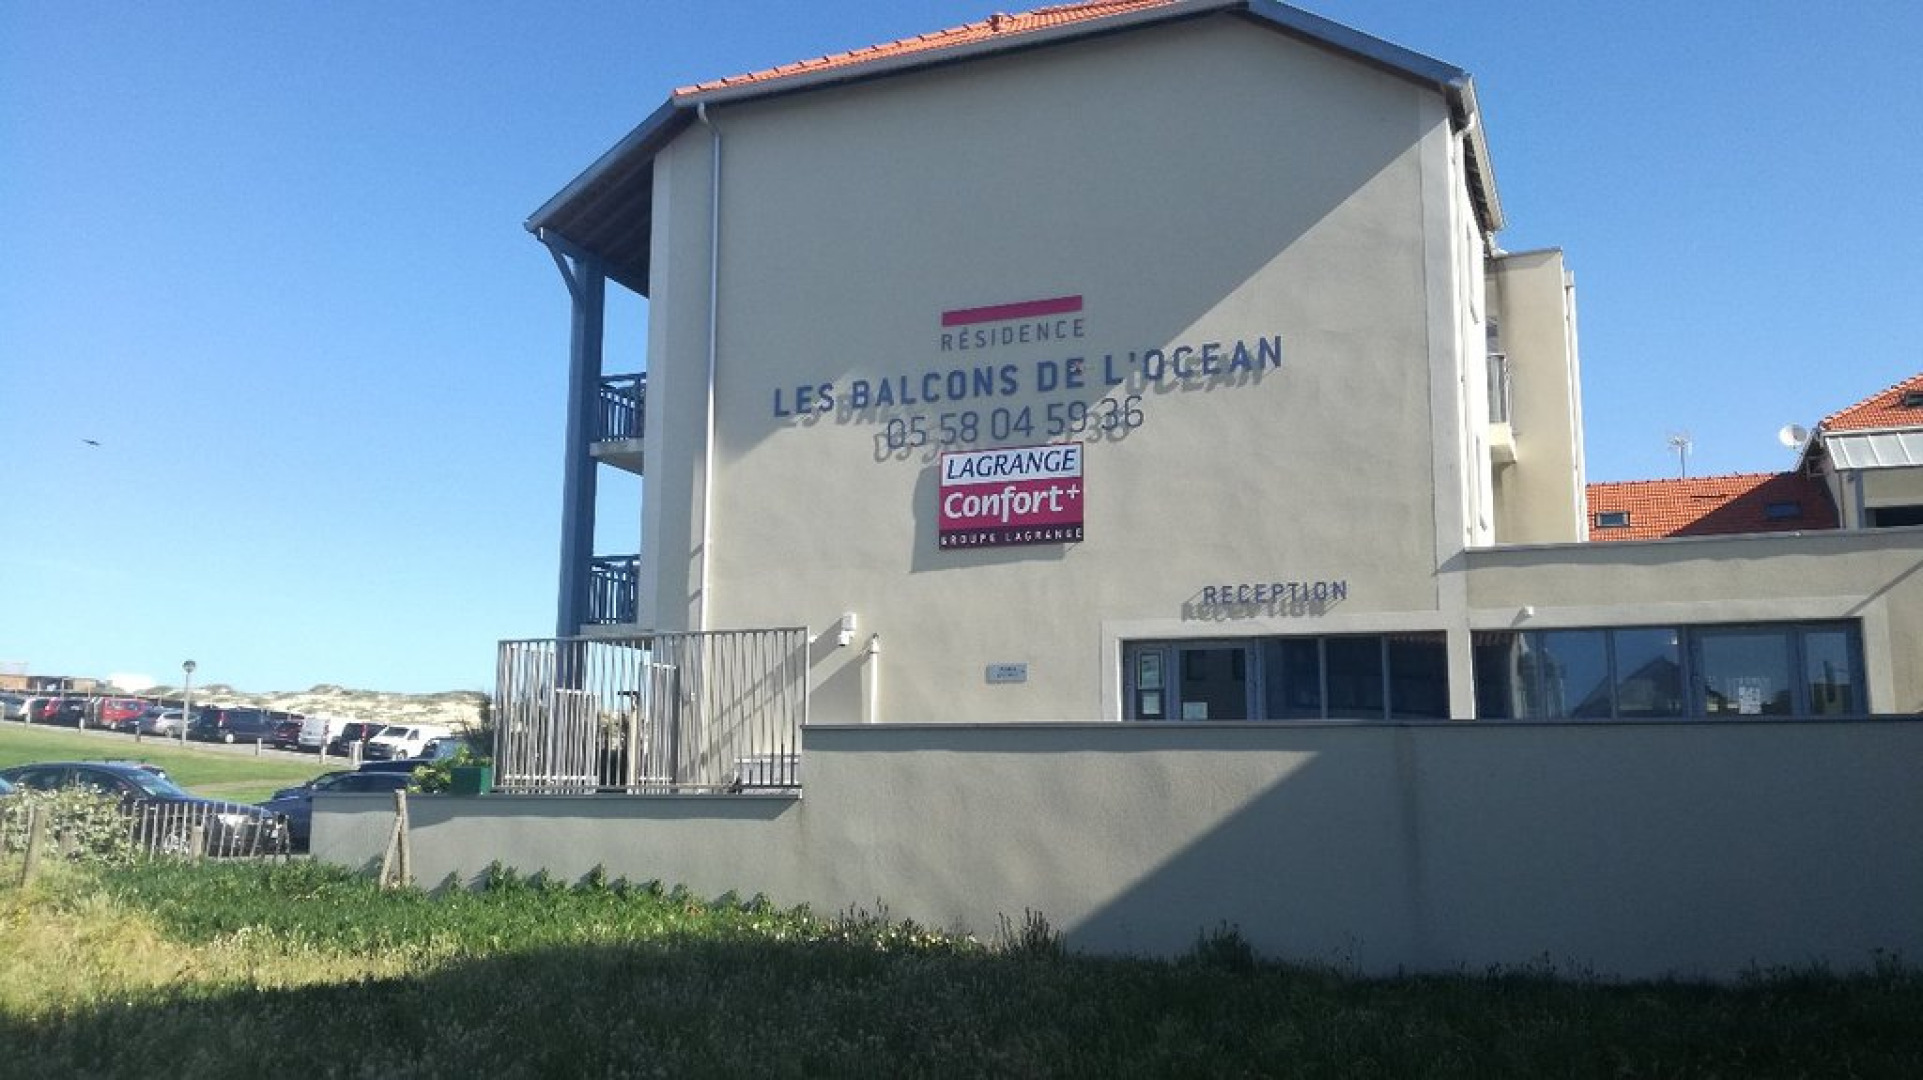 RÉSIDENCE
LES BALCONS DE L'OCEAN
05 58 04 59 36
LAGRANGE
Confort+
GROUPE LAGRANGE
RECEPTION